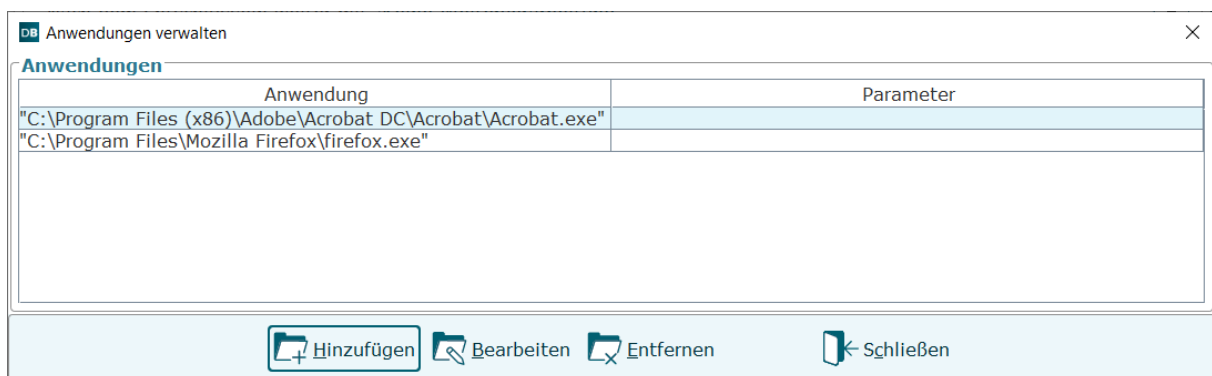 DB Anwendungen verwalten
Anwendungen
Anwendung Parameter
"C:\Program Files (x86)\Adobe\Acrobat DC\Acrobat\Acrobat.exe"
"C:\Program Files\Mozilla Firefox\firefox.exe"
Hinzufügen Bearbeiten Entfernen Schließen